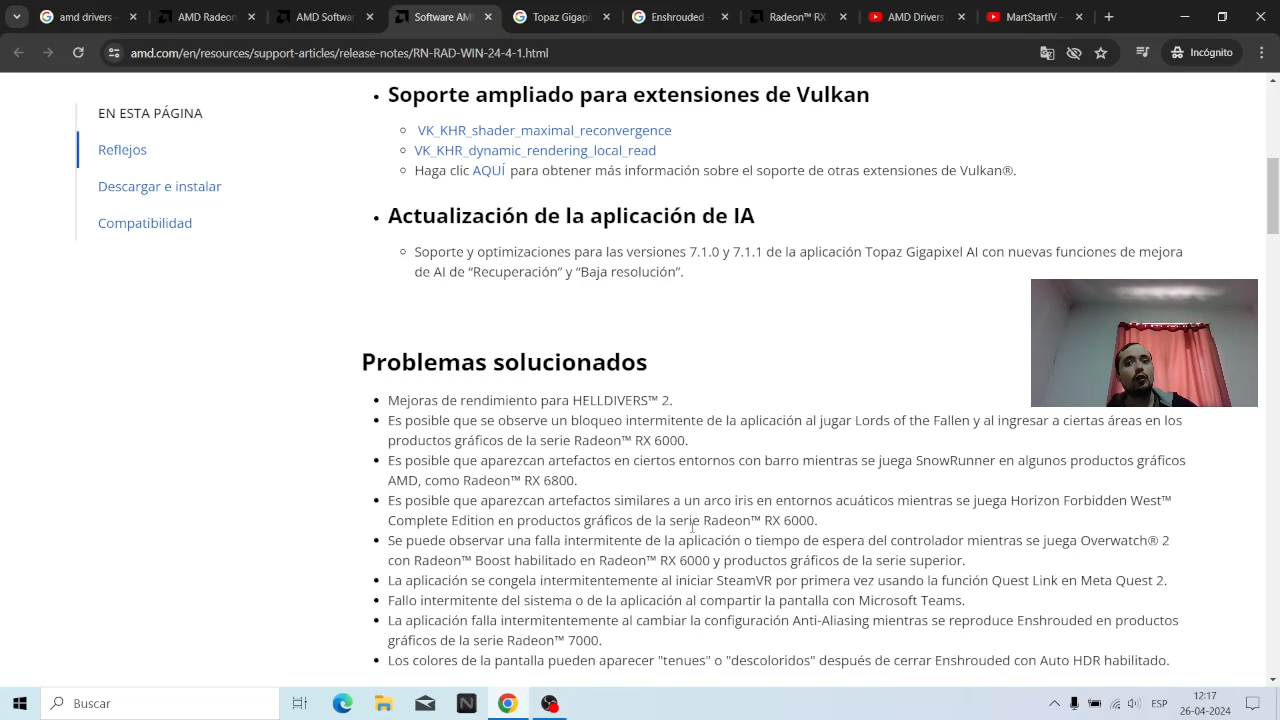 AMD Radeon
AMD Softwar
Topaz Gigap
Enshrouded
Radeon™ RX
AMD Drivers
MartStartIV -
amd.com/en/resources/support-articles/release-notes/RN-RAD-WIN-24-4-1.html
Incógnito
EN ESTA PÁGINA
Reflejos
Descargar e instalar
Compatibilidad
Soporte ampliado para extensiones de Vulkan
VK_KHR_shader_maximal_reconvergence
VK_KHR_dynamic_rendering_local_read
Haga clic AQUÍ para obtener más información sobre el soporte de otras extensiones de Vulkan®.
Actualización de la aplicación de IA
Soporte y optimizaciones para las versiones 7.1.0 y 7.1.1 de la aplicación Topaz Gigapixel AI con nuevas funciones de mejora
de AI de “Recuperación” y “Baja resolución”.
Problemas solucionados
Mejoras de rendimiento para HELLDIVERS™ 2.
Es posible que se observe un bloqueo intermitente de la aplicación al jugar Lords of the Fallen y al ingresar a ciertas áreas en los
productos gráficos de la serie Radeon™ RX 6000.
Es posible que aparezcan artefactos en ciertos entornos con barro mientras se juega SnowRunner en algunos productos gráficos
AMD, como Radeon™ RX 6800.
Es posible que aparezcan artefactos similares a un arco iris en entornos acuáticos mientras se juega Horizon Forbidden West™
Complete Edition en productos gráficos de la serie Radeon™ RX 6000.
Se puede observar una falla intermitente de la aplicación o tiempo de espera del controlador mientras se juega Overwatch® 2
con Radeon™ Boost habilitado en Radeon™ RX 6000 y productos gráficos de la serie superior.
La aplicación se congela intermitentemente al iniciar SteamVR por primera vez usando la función Quest Link en Meta Quest 2.
Fallo intermitente del sistema o de la aplicación al compartir la pantalla con Microsoft Teams.
La aplicación falla intermitentemente al cambiar la configuración Anti-Aliasing mientras se reproduce Enshrouded en productos
gráficos de la serie Radeon™ 7000.
Los colores de la pantalla pueden aparecer "tenues" o "descoloridos" después de cerrar Enshrouded con Auto HDR habilitado.
Buscar
ESP
12:17
26-04-2024